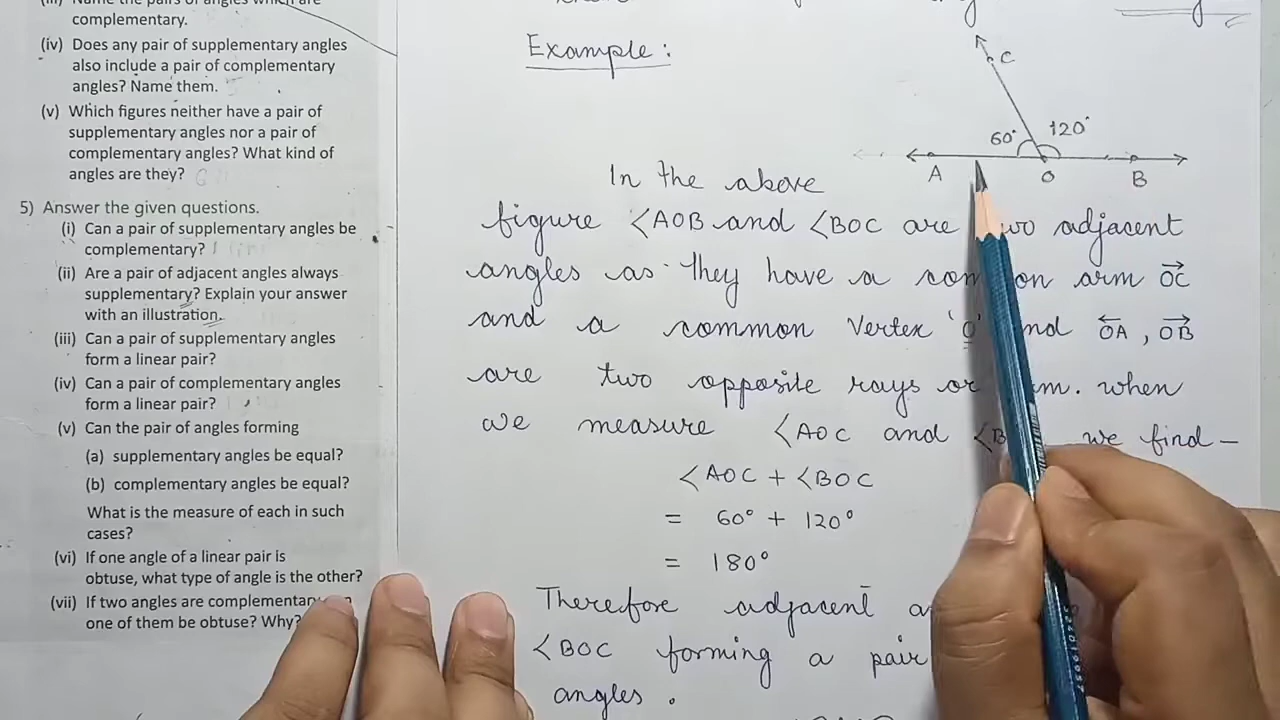 complementary.
(iv) Does any pair of supplementary angles
also include a pair of complementary
angles? Name them.
(v) Which figures neither have a pair of
supplementary angles nor a pair of
complementary angles? What kind of
angles are they?
5) Answer the given questions.
(i) Can a pair of supplementary angles be
complementary?
(ii) Are a pair of adjacent angles always
supplementary? Explain your answer
with an illustration.
(iii) Can a pair of supplementary angles
form a linear pair?
(iv) Can a pair of complementary angles
form a linear pair?
(v) Can the pair of angles forming
(a) supplementary angles be equal?
(b) complementary angles be equal?
What is the measure of each in such
cases?
(vi) If one angle of a linear pair is
obtuse, what type of angle is the other?
(vii) If two angles are complementary
one of them be obtuse? Why?
Example:
C
60° 120°
A O B
In the above
figure <AOB and <BOC are two adjacent
angles as they have a common arm OC
and a common vertex 'O' and OA, OB
are two opposite rays or arm. when
we measure <AOC and <B we find –
<AOC + <BOC
= 60° + 120°
= 180°
Therefore adjacent
<BOC forming a pair
angles.